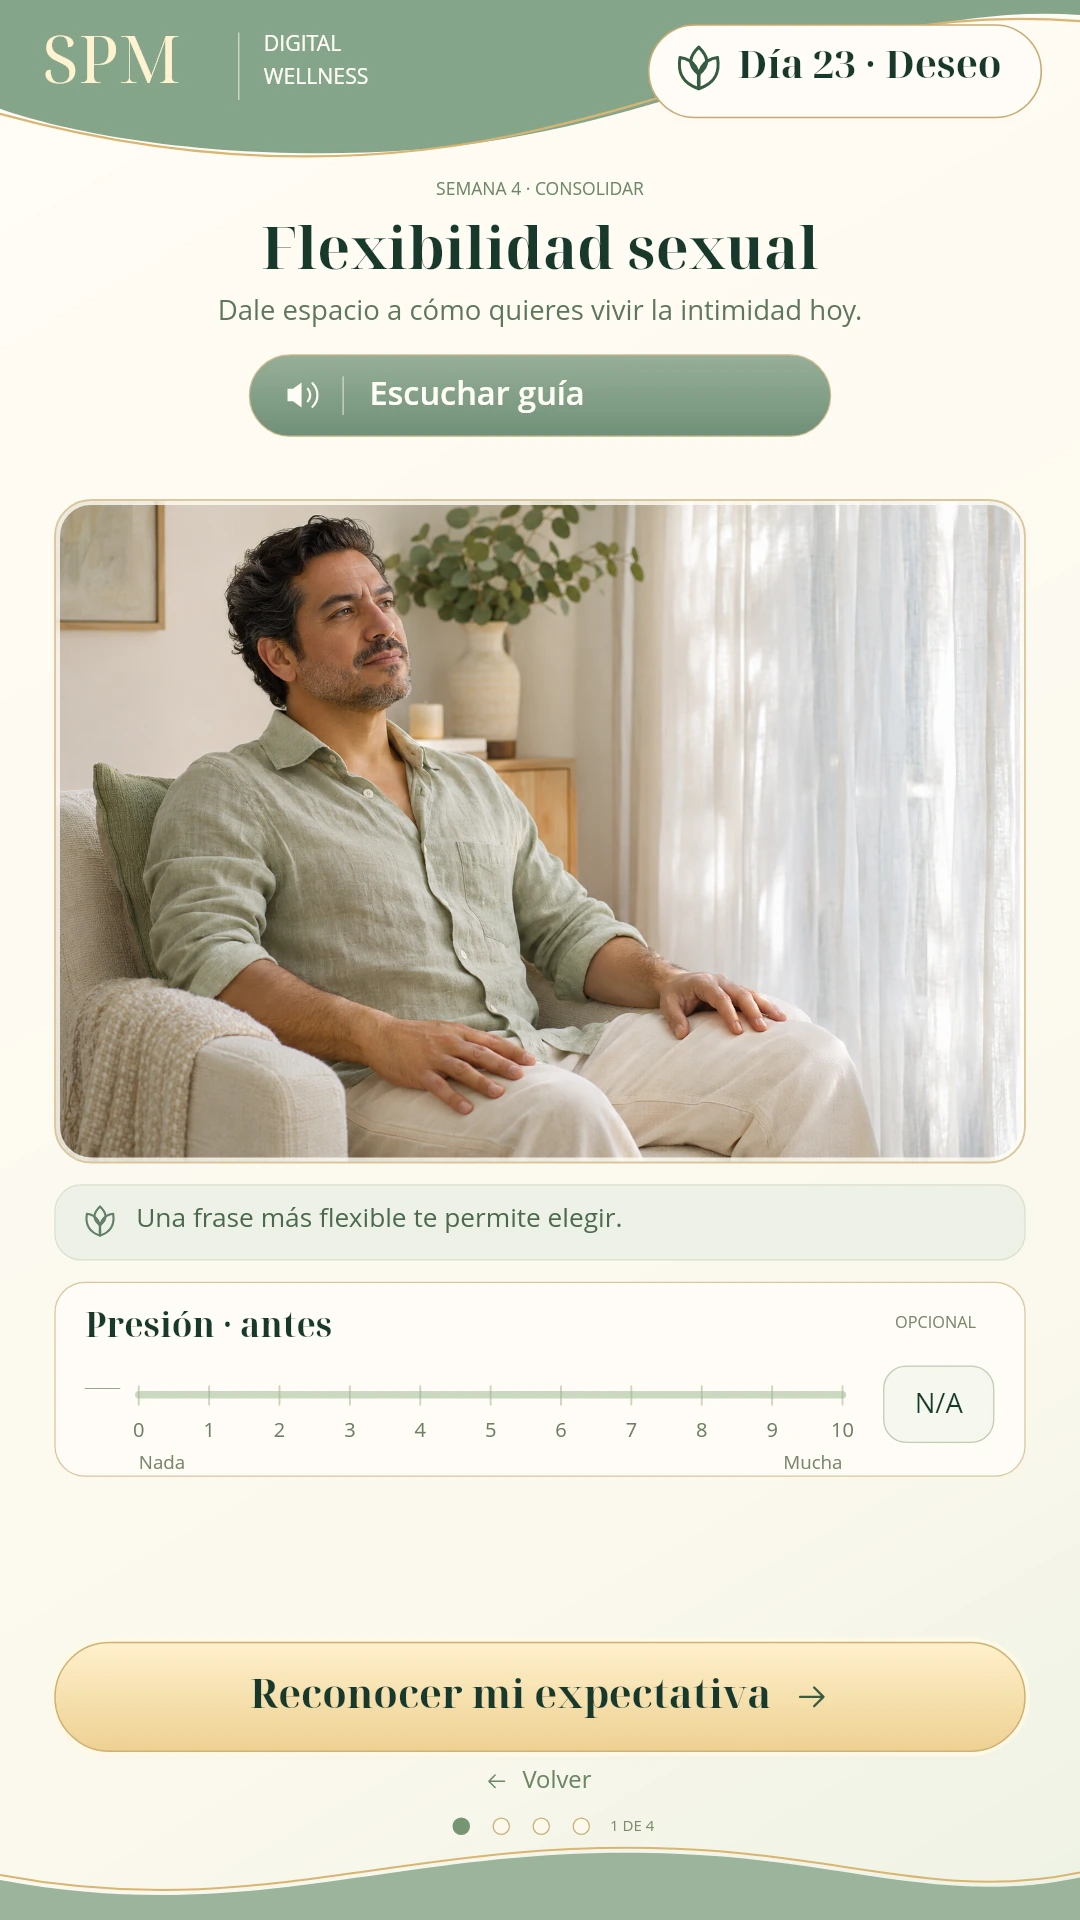 SPM
DIGITAL
WELLNESS
Día 23 · Deseo
SEMANA 4 · CONSOLIDAR
Flexibilidad sexual
Dale espacio a cómo quieres vivir la intimidad hoy.
Escuchar guía
Una frase más flexible te permite elegir.
Presión · antes
OPCIONAL
N/A
0 1 2 3 4 5 6 7 8 9 10
Nada Mucha
Reconocer mi expectativa →
← Volver
1 DE 4